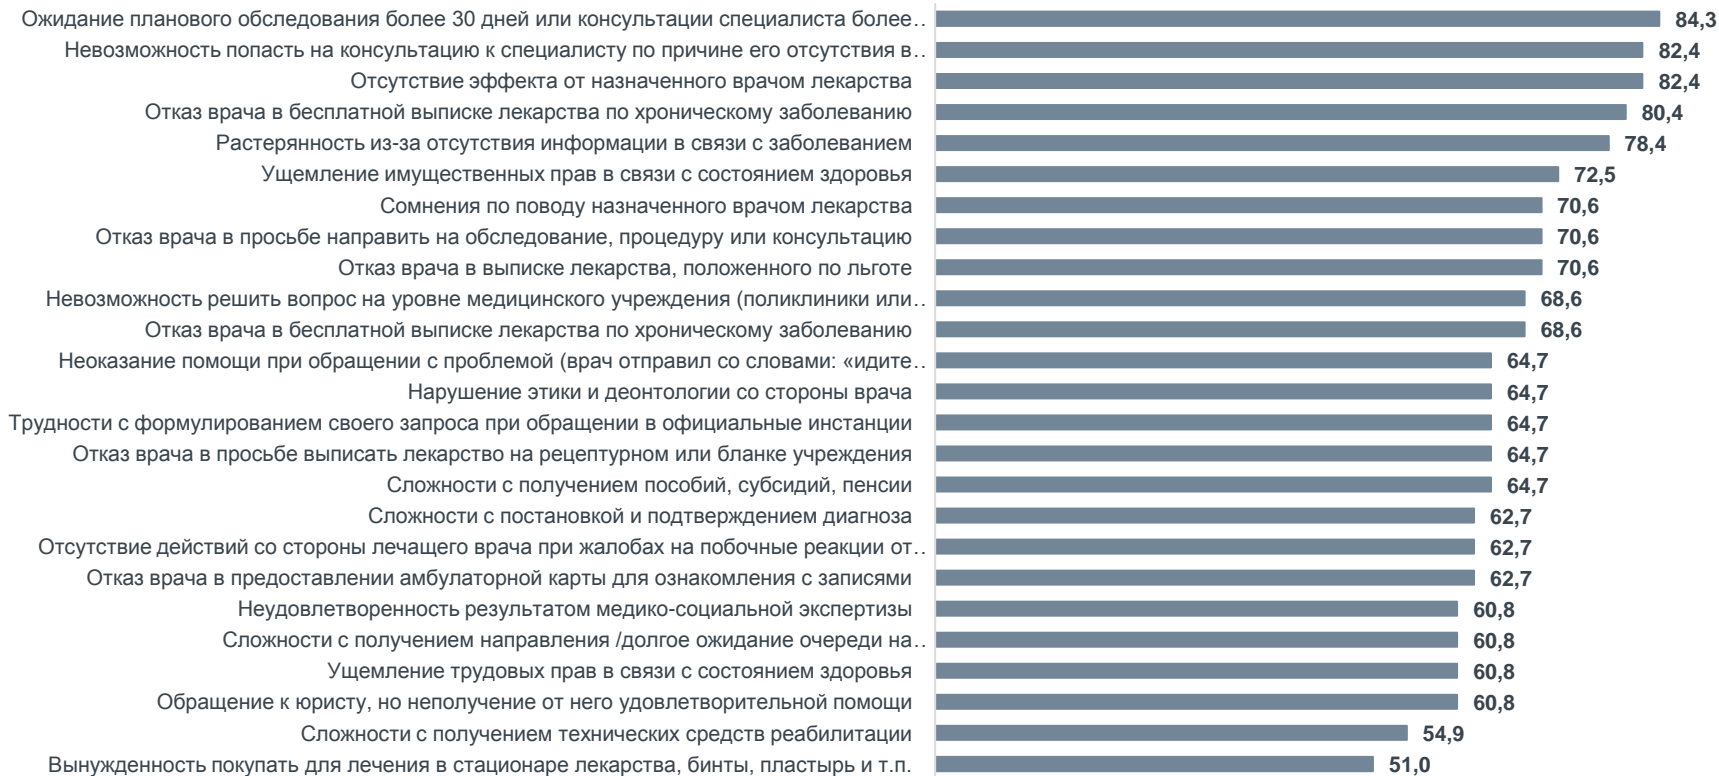 Ожидание планового обследования более 30 дней или консультации специалиста более.. 84,3
Невозможность попасть на консультацию к специалисту по причине его отсутствия в.. 82,4
Отсутствие эффекта от назначенного врачом лекарства 82,4
Отказ врача в бесплатной выписке лекарства по хроническому заболеванию 80,4
Растерянность из-за отсутствия информации в связи с заболеванием 78,4
Ущемление имущественных прав в связи с состоянием здоровья 72,5
Сомнения по поводу назначенного врачом лекарства 70,6
Отказ врача в просьбе направить на обследование, процедуру или консультацию 70,6
Отказ врача в выписке лекарства, положенного по льготе 70,6
Невозможность решить вопрос на уровне медицинского учреждения (поликлиники или.. 68,6
Отказ врача в бесплатной выписке лекарства по хроническому заболеванию 68,6
Неоказание помощи при обращении с проблемой (врач отправил со словами: «идите.. 64,7
Нарушение этики и деонтологии со стороны врача 64,7
Трудности с формулированием своего запроса при обращении в официальные инстанции 64,7
Отказ врача в просьбе выписать лекарство на рецептурном или бланке учреждения 64,7
Сложности с получением пособий, субсидий, пенсии 64,7
Сложности с постановкой и подтверждением диагноза 62,7
Отсутствие действий со стороны лечащего врача при жалобах на побочные реакции от.. 62,7
Отказ врача в предоставлении амбулаторной карты для ознакомления с записями 62,7
Неудовлетворенность результатом медико-социальной экспертизы 60,8
Сложности с получением направления /долгое ожидание очереди на.. 60,8
Ущемление трудовых прав в связи с состоянием здоровья 60,8
Обращение к юристу, но неполучение от него удовлетворительной помощи 60,8
Сложности с получением технических средств реабилитации 54,9
Вынужденность покупать для лечения в стационаре лекарства, бинты, пластырь и т.п. 51,0